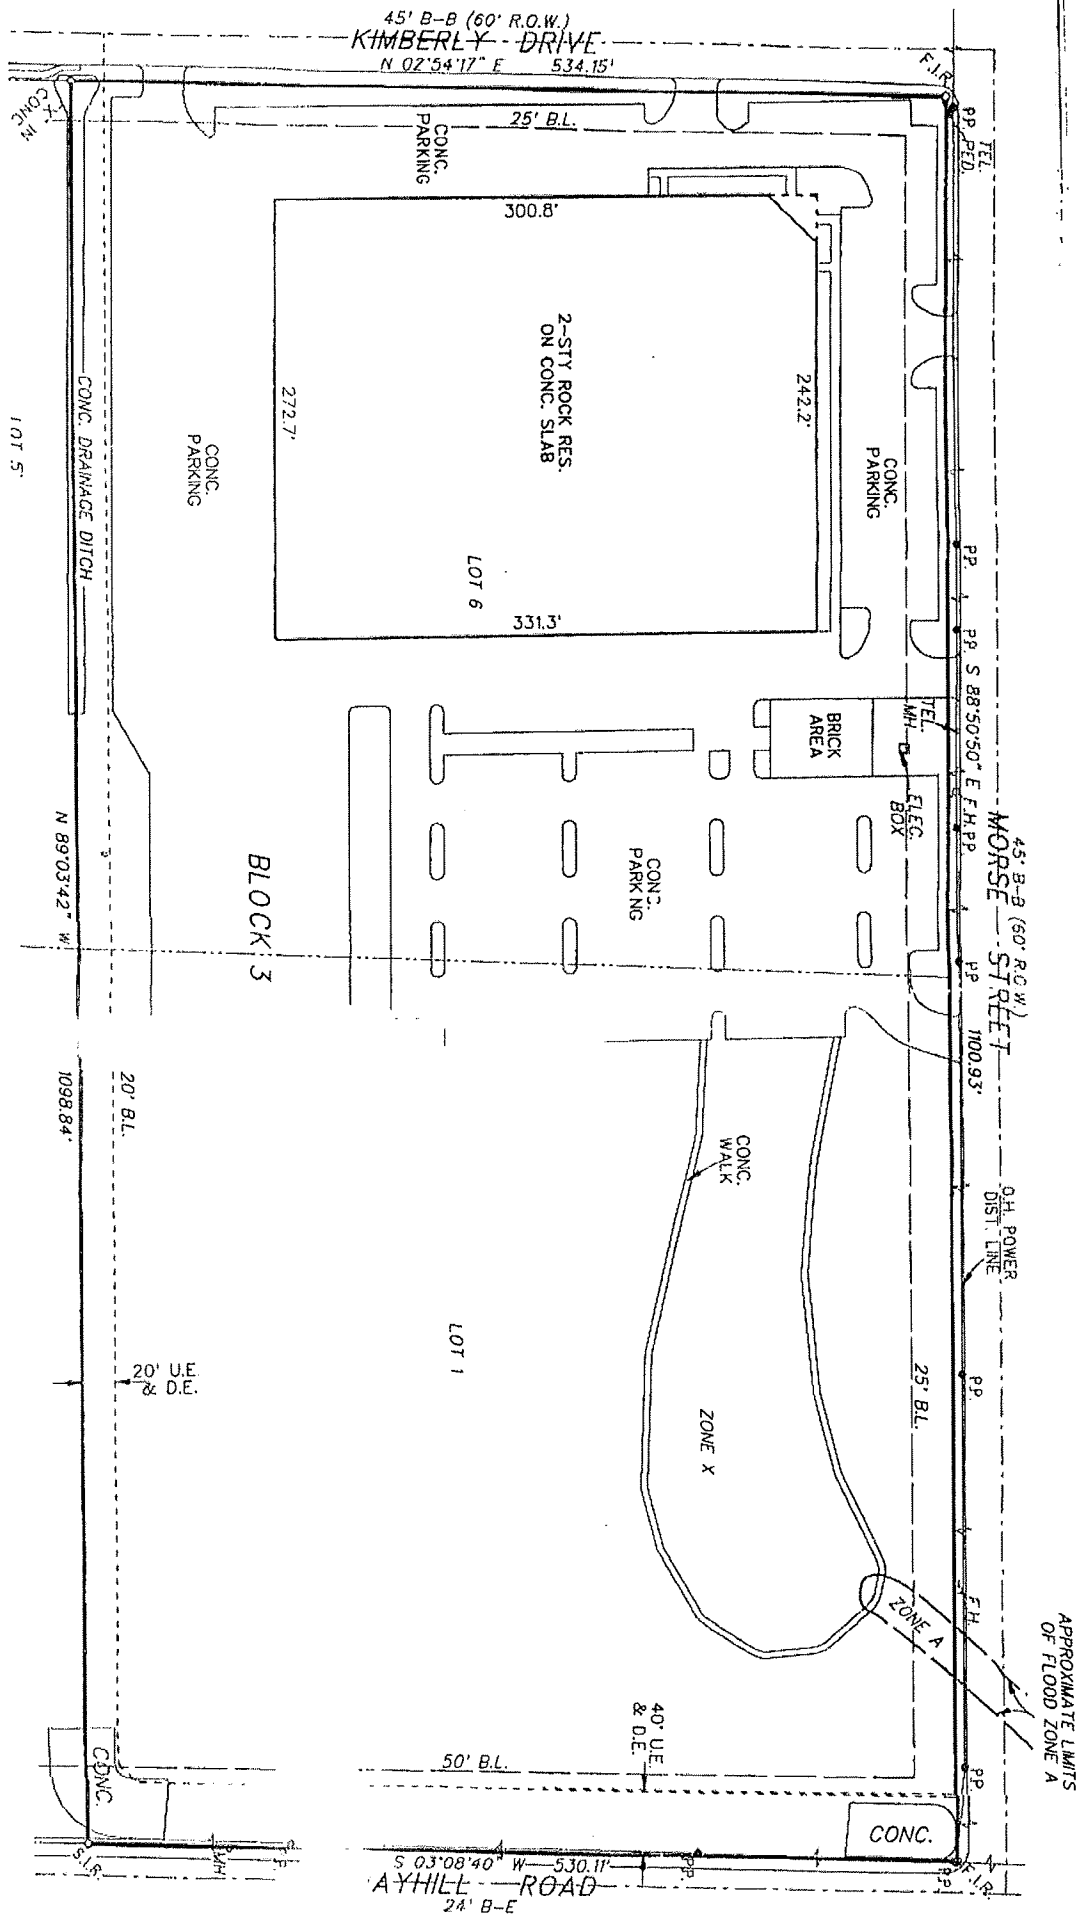 45' B-B (60' R.O.W.)
KIMBERLY DRIVE
N 02°54'17" E 534.15'
F.I.R.
PP.
TEL.
PED.
EX.
CONC
25' B.L.
CONC.
PARKING
300.8'
2-STY ROCK RES.
ON CONC. SLAB
242.2'
272.7'
CONC.
PARKING
CONC.
PARKING
CONC. DRAINAGE DITCH
LOT 5
LOT 6
331.3'
PP.
PP.
S 88°50'50" E
F.H.
PP.
TEL.
MH.
BRICK
AREA
ELEC.
BOX
45' B-B (60' R.O.W.)
MORSE STREET
1100.93'
PP
CONC.
PARKING
BLOCK 3
N 89°03'42" W
1098.84'
20' B.L.
CONC.
WALK
O.H. POWER
DIST. LINE
LOT 1
20' U.E.
& D.E.
25' B.L.
PP.
ZONE X
ZONE A
F.H.
APPROXIMATE LIMITS
OF FLOOD ZONE A
40' U.E.
& D.E.
50' B.L.
PP.
CONC.
CONC.
S.I.R.
MH
PP.
PP
F.I.R.
S 03°08'40" W 530.11'
AYHILL ROAD
24' B-E